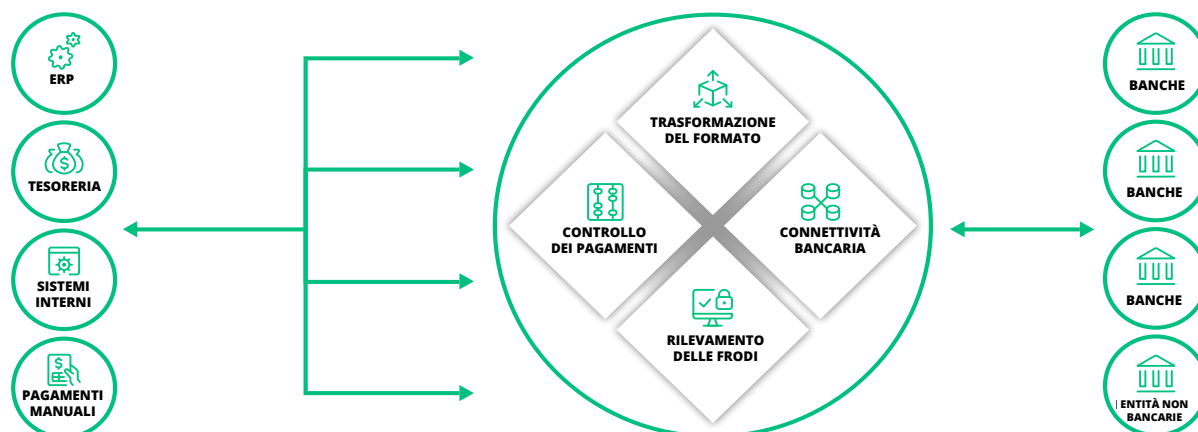 ERP
TESORERIA
SISTEMI
INTERNI
PAGAMENTI
MANUALI
TRASFORMAZIONE
DEL FORMATO
CONTROLLO
DEI PAGAMENTI
CONNETTIVITÀ
BANCARIA
RILEVAMENTO
DELLE FRODI
BANCHE
BANCHE
BANCHE
ENTITÀ NON
BANCARIE